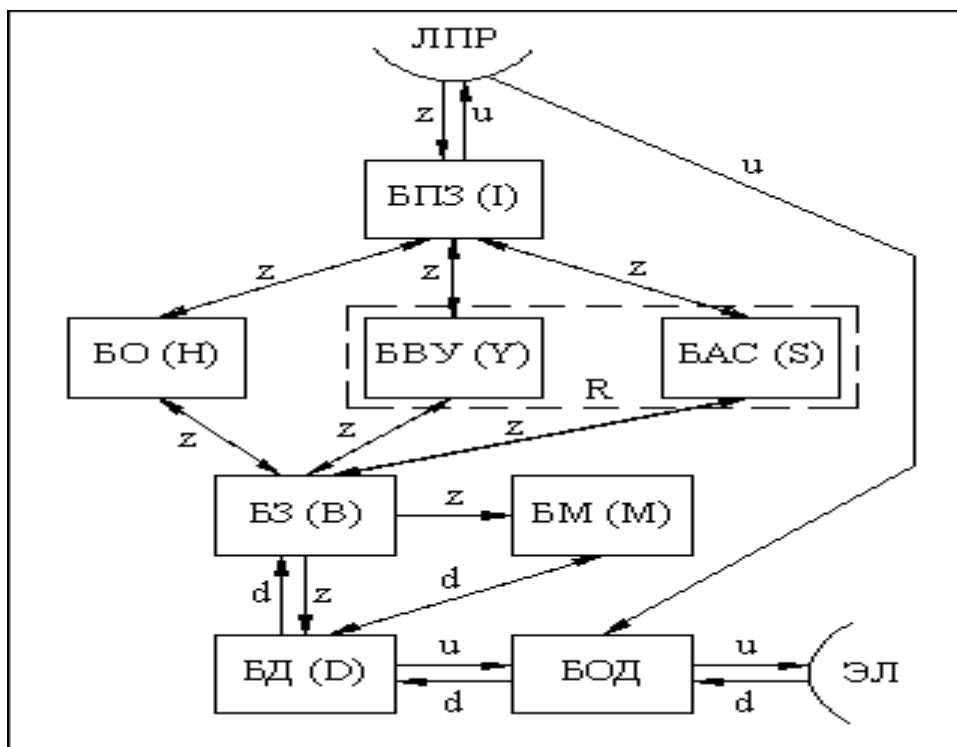 ЛПР
z u
u
БПЗ (I)
z z z
БО (H) БВУ (Y) БАС (S)
R
z z z
БЗ (B) z БМ (M)
d z d
БД (D) u d БОД u d ЭЛ